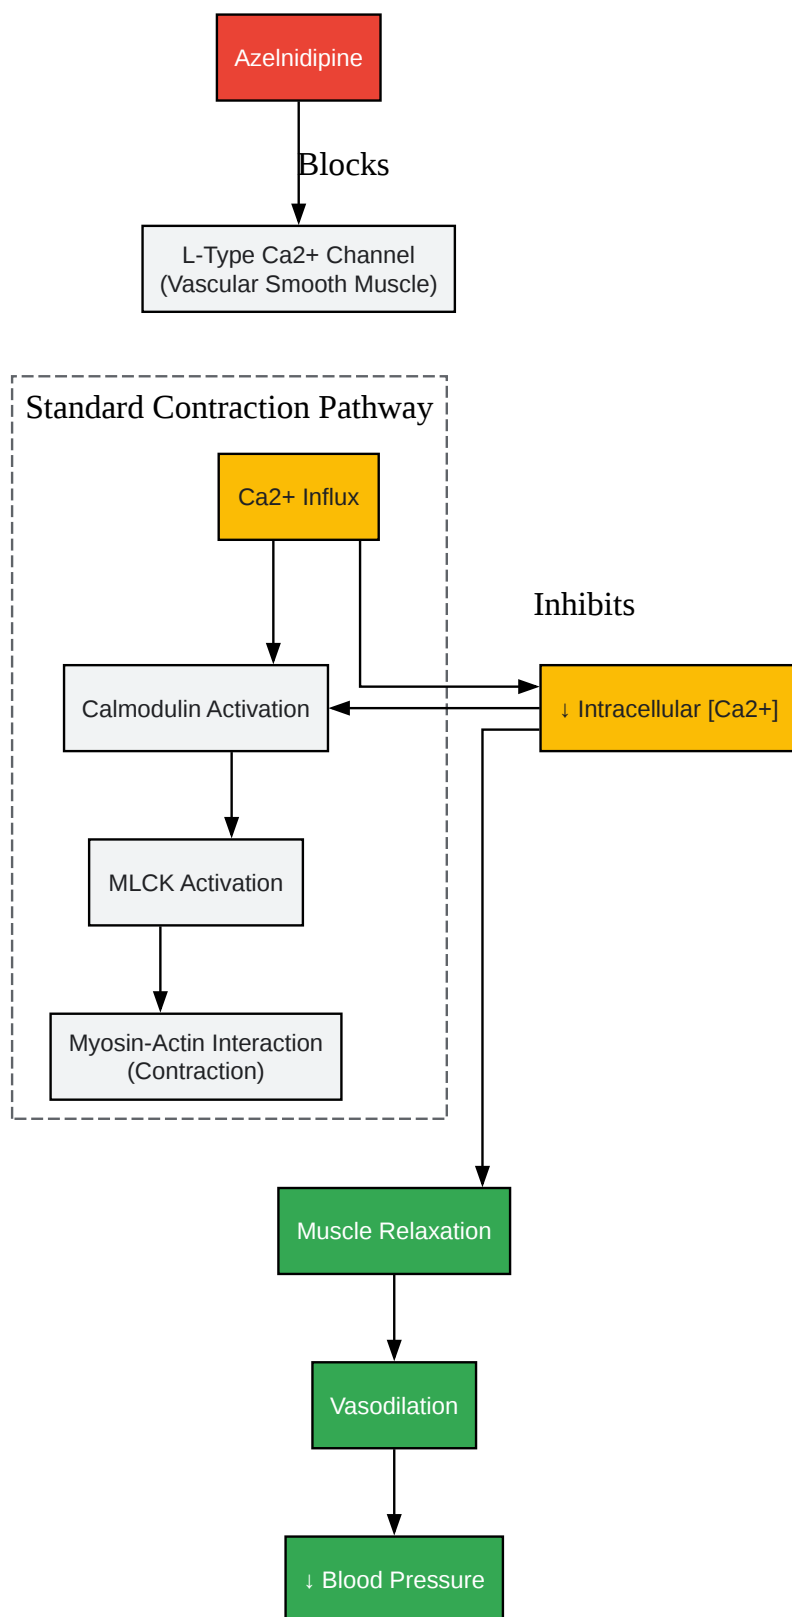 Azelnidipine
Blocks
L-Type Ca2+ Channel
(Vascular Smooth Muscle)
Standard Contraction Pathway
Ca2+ Influx
Inhibits
Calmodulin Activation
↓ Intracellular [Ca2+]
MLCK Activation
Myosin-Actin Interaction
(Contraction)
Muscle Relaxation
Vasodilation
↓ Blood Pressure